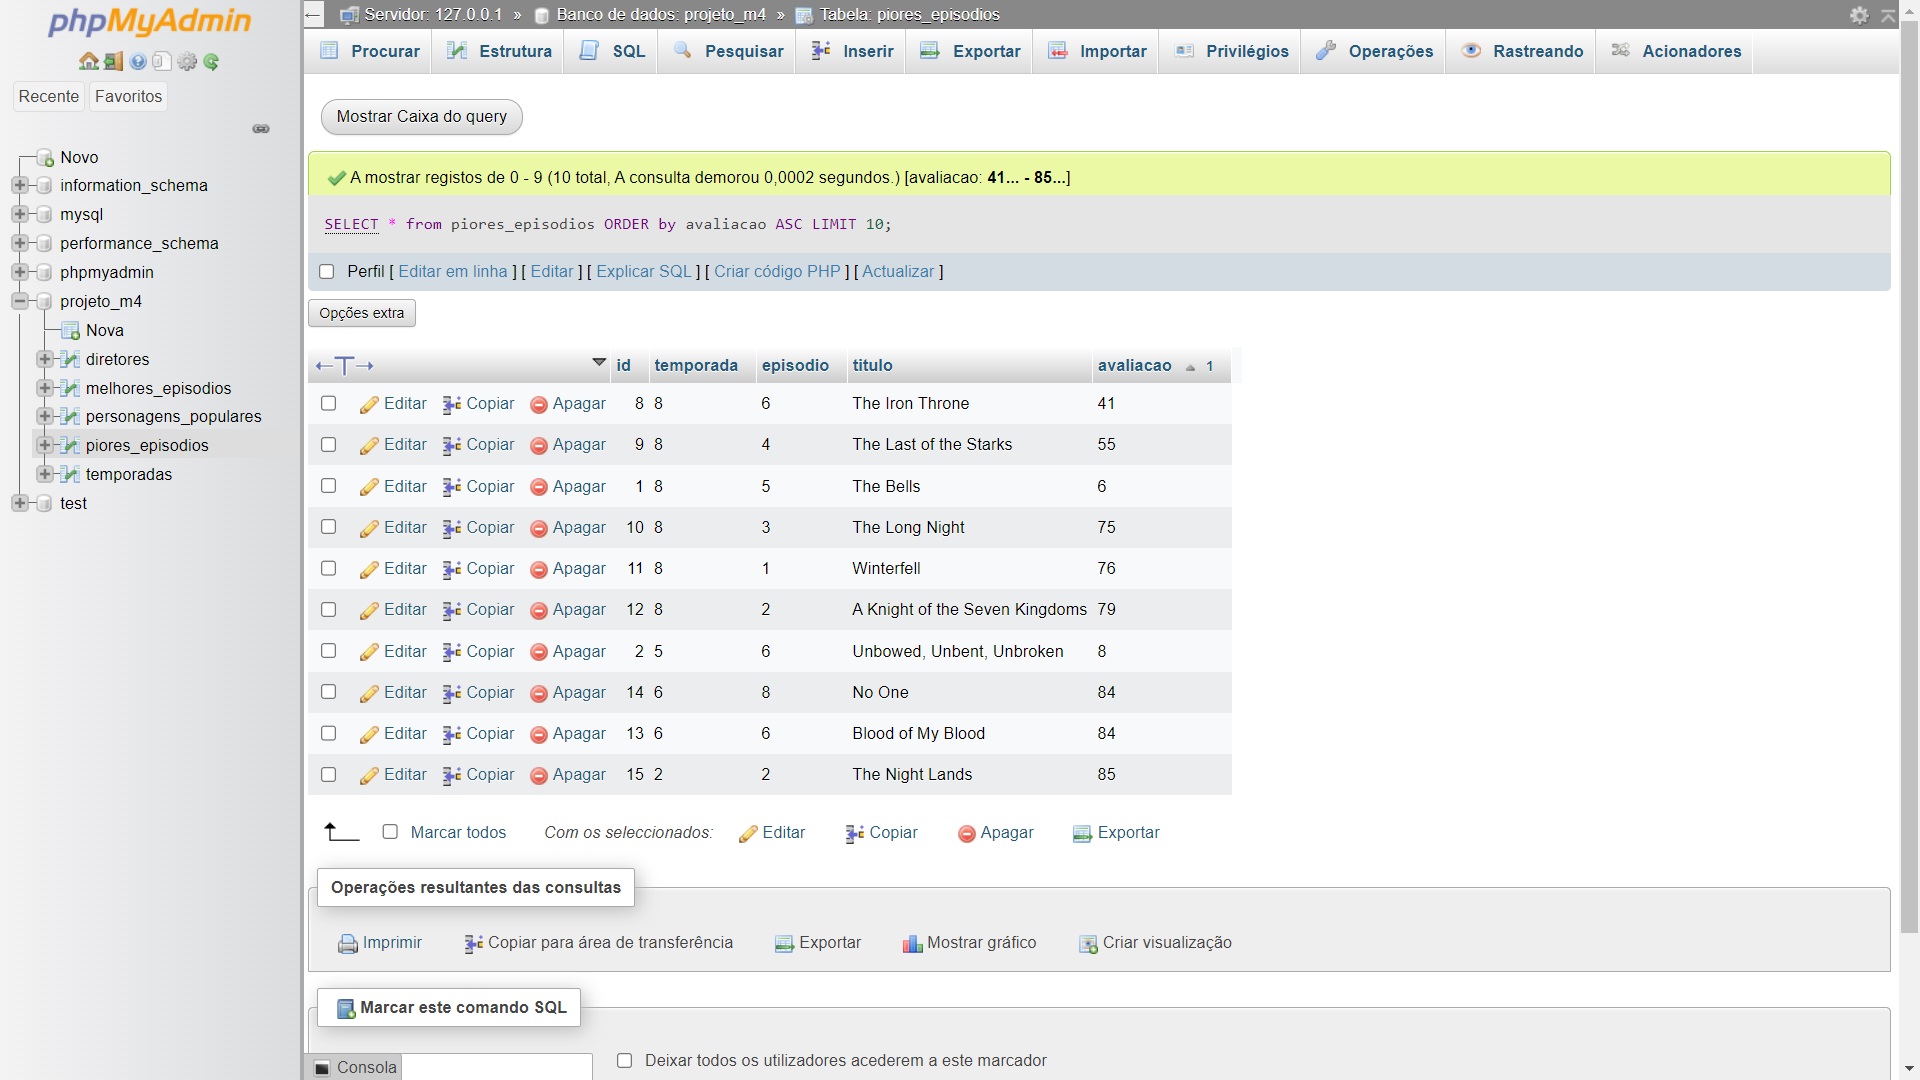 phpMyAdmin
Recente Favoritos
Novo
information_schema
mysql
performance_schema
phpmyadmin
projeto_m4
Nova
diretores
melhores_episodios
personagens_populares
piores_episodios
temporadas
test
Servidor: 127.0.0.1 » Banco de dados: projeto_m4 » Tabela: piores_episodios
Procurar Estrutura SQL Pesquisar Inserir Exportar Importar Privilégios Operações Rastreando Acionadores
Mostrar Caixa do query
A mostrar registos de 0 - 9 (10 total, A consulta demorou 0,0002 segundos.) [avaliacao: 41... - 85...]
SELECT * from piores_episodios ORDER by avaliacao ASC LIMIT 10;
Perfil [ Editar em linha ] [ Editar ] [ Explicar SQL ] [ Criar código PHP ] [ Actualizar ]
Opções extra
←T→ id temporada episodio titulo avaliacao 1
Editar Copiar Apagar 8 8 6 The Iron Throne 41
Editar Copiar Apagar 9 8 4 The Last of the Starks 55
Editar Copiar Apagar 1 8 5 The Bells 6
Editar Copiar Apagar 10 8 3 The Long Night 75
Editar Copiar Apagar 11 8 1 Winterfell 76
Editar Copiar Apagar 12 8 2 A Knight of the Seven Kingdoms 79
Editar Copiar Apagar 2 5 6 Unbowed, Unbent, Unbroken 8
Editar Copiar Apagar 14 6 8 No One 84
Editar Copiar Apagar 13 6 6 Blood of My Blood 84
Editar Copiar Apagar 15 2 2 The Night Lands 85
Marcar todos Com os seleccionados: Editar Copiar Apagar Exportar
Operações resultantes das consultas
Imprimir Copiar para área de transferência Exportar Mostrar gráfico Criar visualização
Marcar este comando SQL
Consola Deixar todos os utilizadores acederem a este marcador